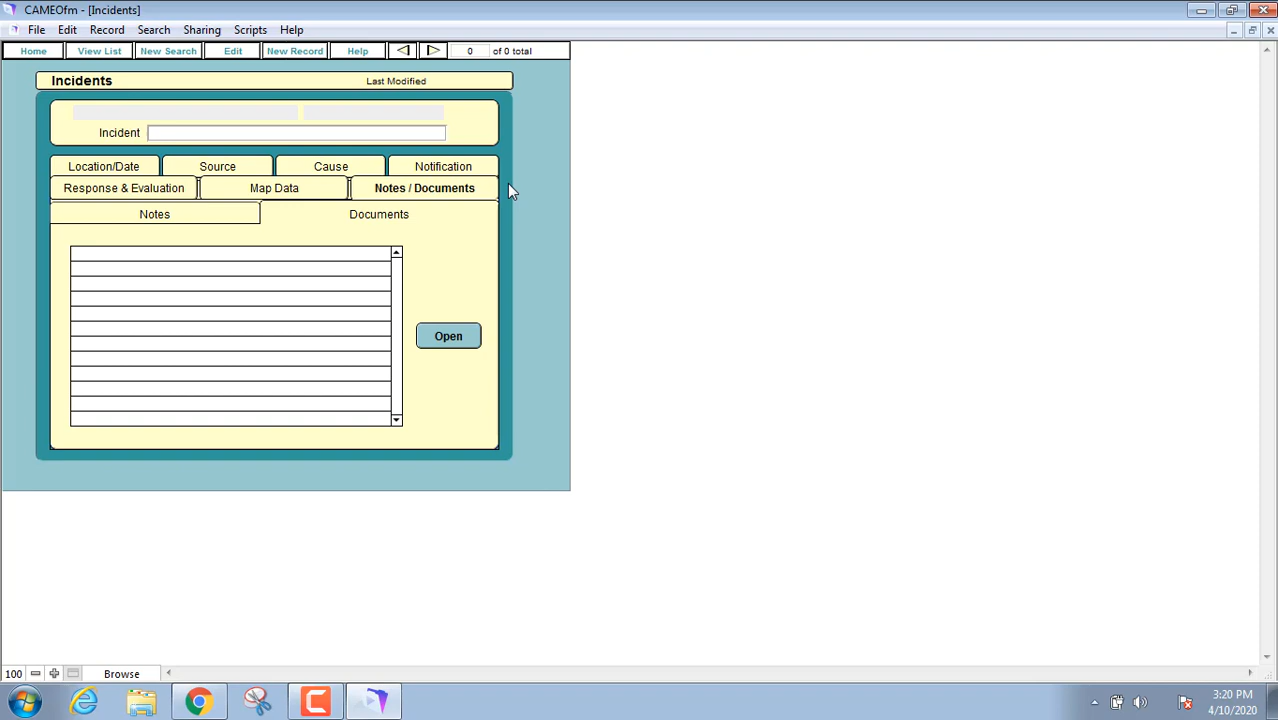 CAMEOfm - [Incidents]
File Edit Record Search Sharing Scripts Help
Home View List New Search Edit New Record Help 0 of 0 total
Incidents Last Modified
Incident
Location/Date Source Cause Notification
Response & Evaluation Map Data Notes / Documents
Notes Documents
Open
100 Browse
3:20 PM
4/10/2020